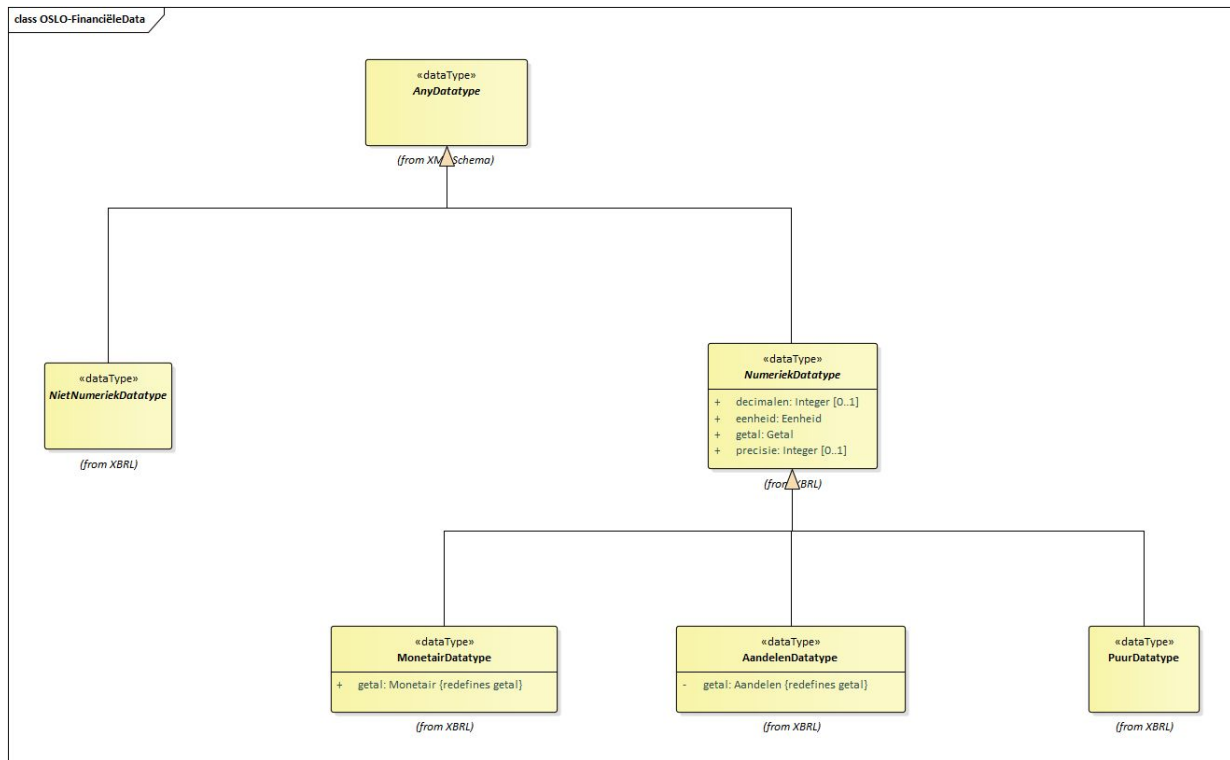 class OSLO-FinanciëleData
«dataType»
AnyDatatype
(from XM Schema)
«dataType»
NietNumeriekDatatype
(from XBRL)
«dataType»
NumeriekDatatype
+ decimalen: Integer [0..1]
+ eenheid: Eenheid
+ getal: Getal
+ precisie: Integer [0..1]
(from XBRL)
«dataType»
MonetairDatatype
+ getal: Monetair {redefines getal}
(from XBRL)
«dataType»
AandelenDatatype
- getal: Aandelen {redefines getal}
(from XBRL)
«dataType»
PuurDatatype
(from XBRL)